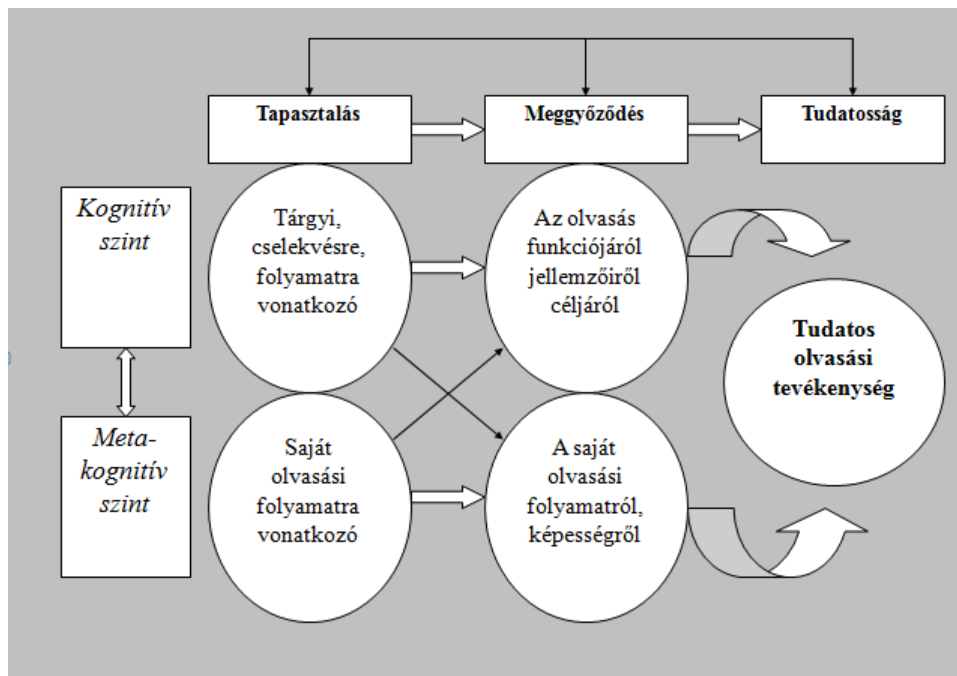 Tapasztalás
Meggyőződés
Tudatosság
Kognitív
szint
Tárgyi,
cselekvésre,
folyamatra
vonatkozó
Az olvasás
funkciójáról
jellemzőiről
céljáról
Tudatos
olvasási
tevékenység
Meta-
kognitív
szint
Saját
olvasási
folyamatra
vonatkozó
A saját
olvasási
folyamatról,
képességről